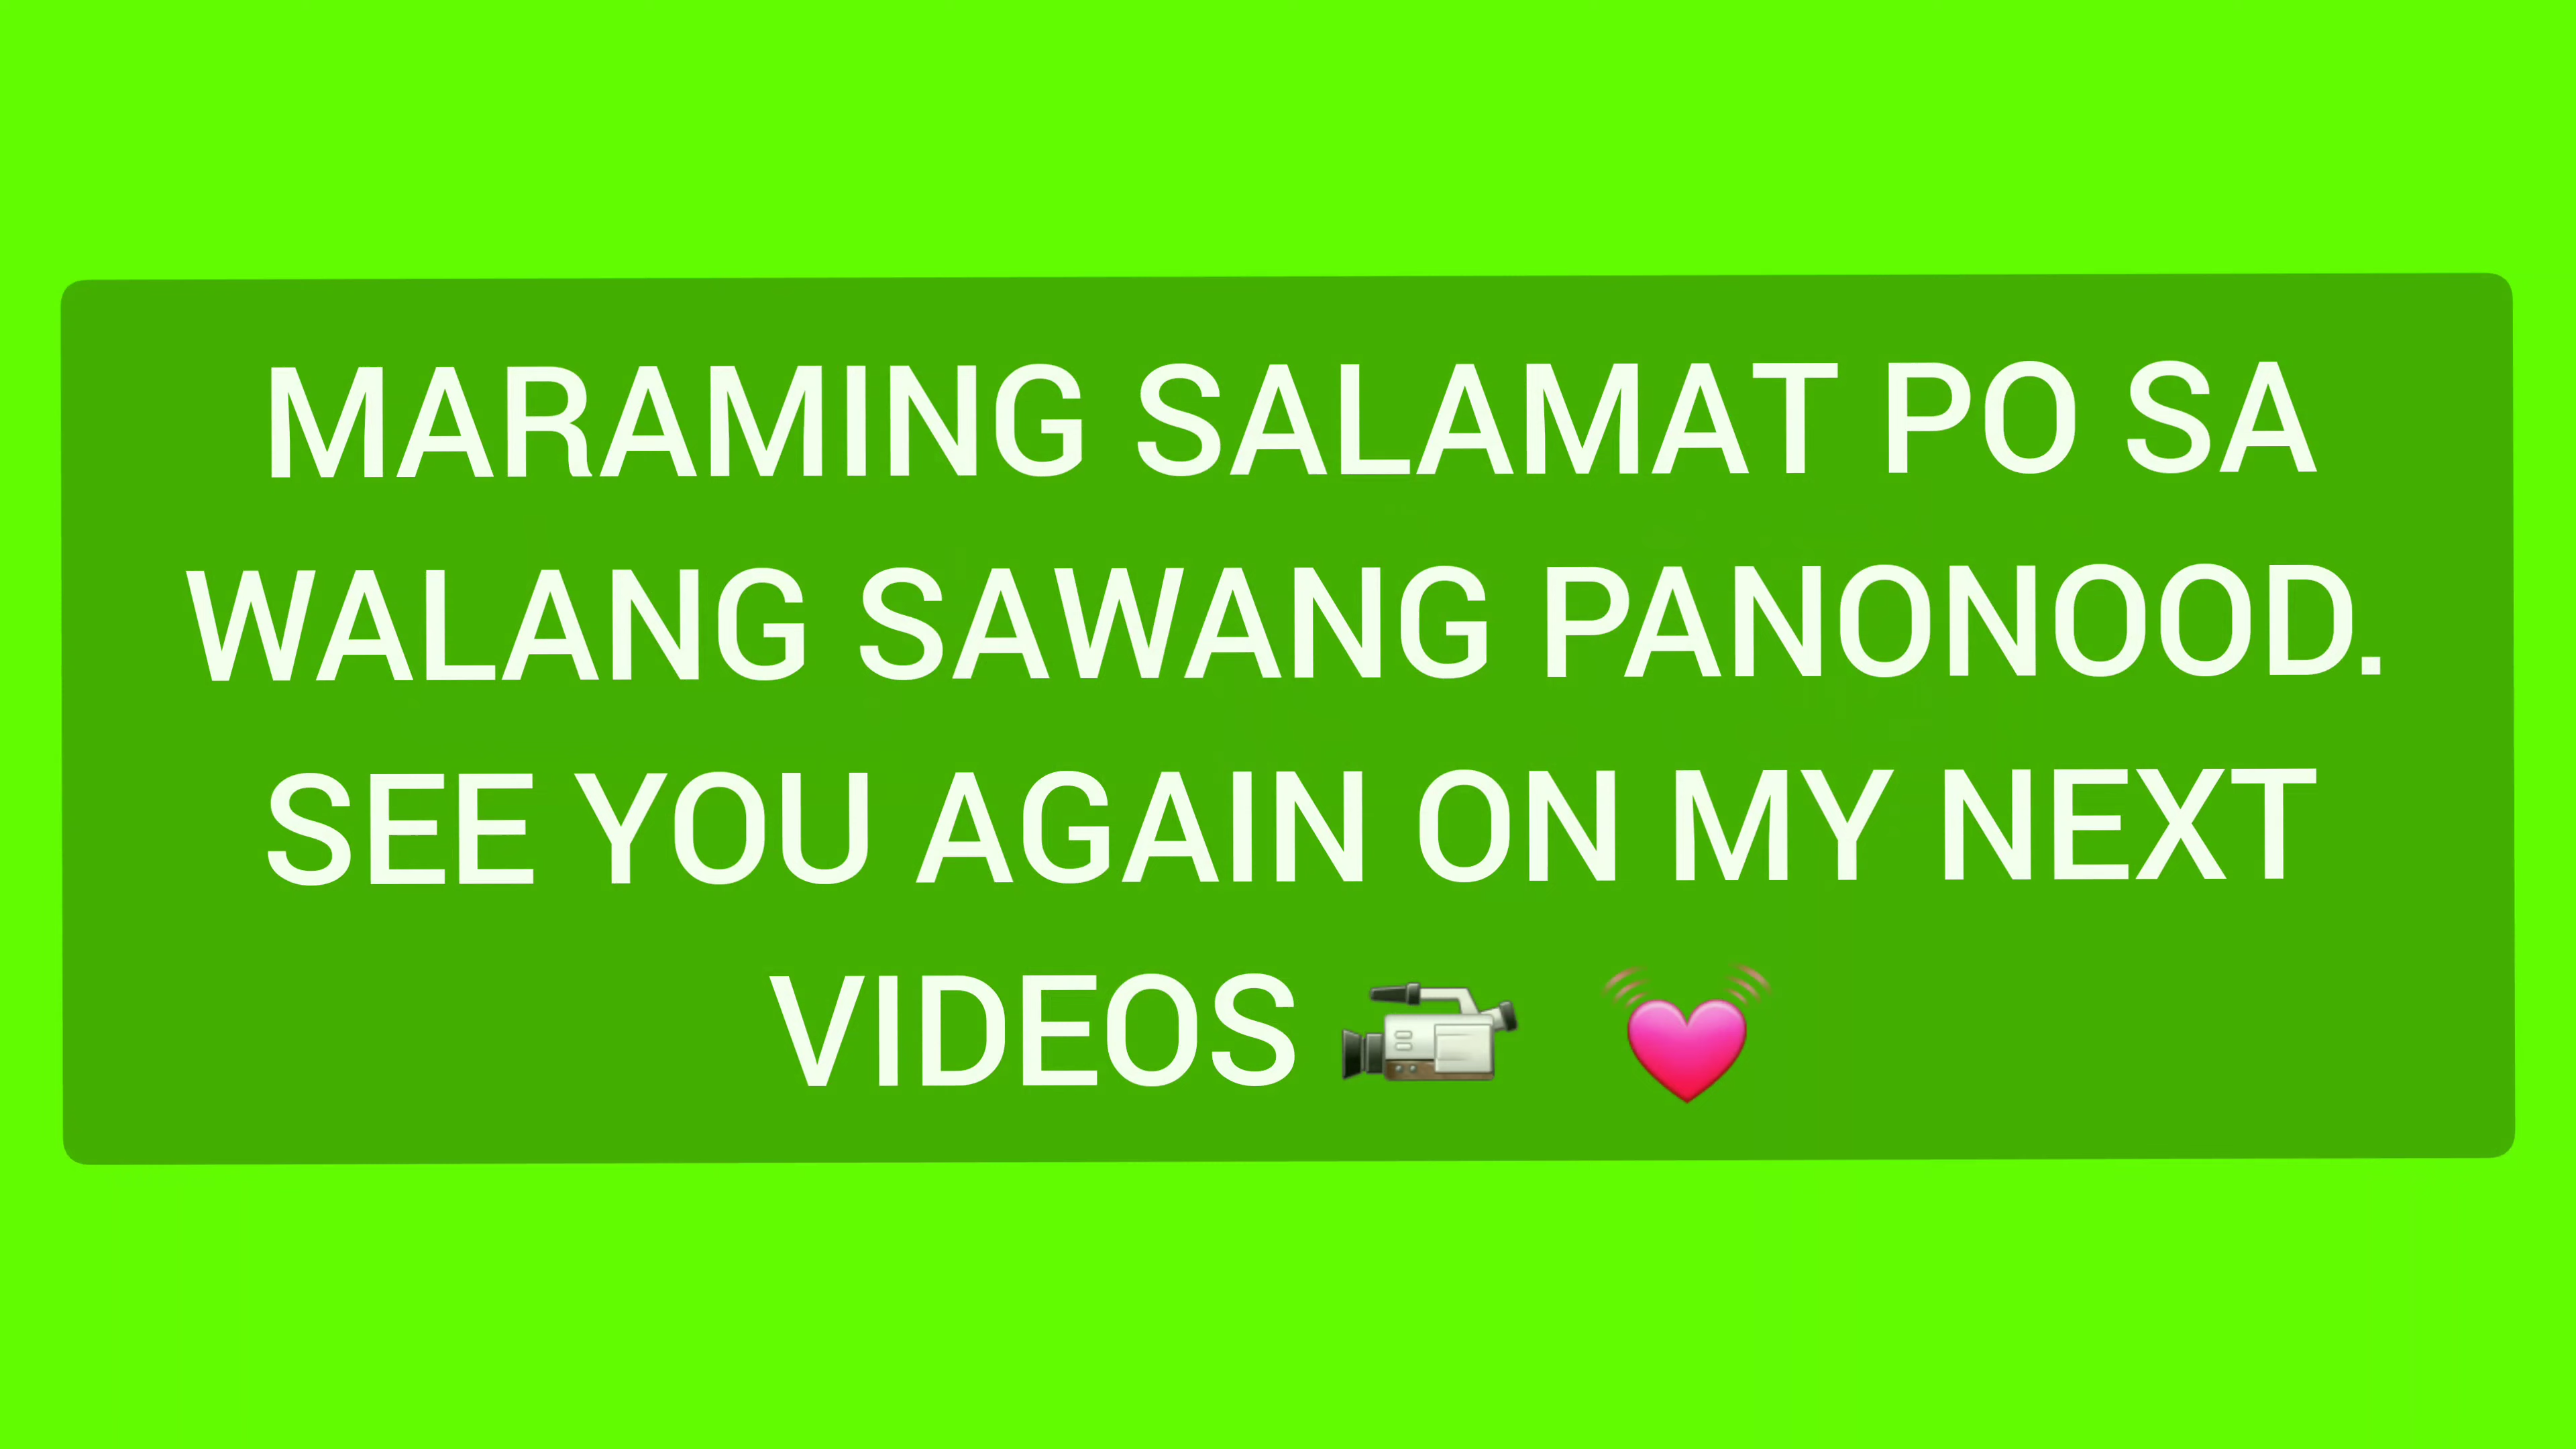 MARAMING SALAMAT PO SA
WALANG SAWANG PANONOOD.
SEE YOU AGAIN ON MY NEXT
VIDEOS 📹 💓